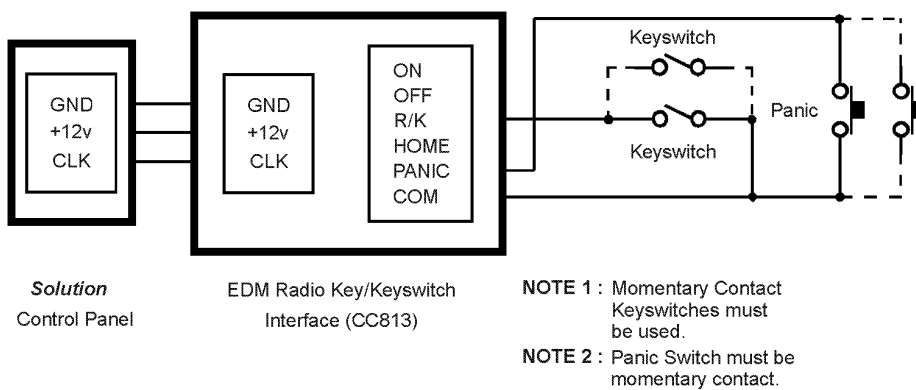 Keyswitch
GND
+12v
CLK
GND
+12v
CLK
ON
OFF
R/K
HOME
PANIC
COM
Panic
Keyswitch
Solution
Control Panel
EDM Radio Key/Keyswitch
Interface (CC813)
NOTE 1 : Momentary Contact
Keyswitches must
be used.
NOTE 2 : Panic Switch must be
momentary contact.